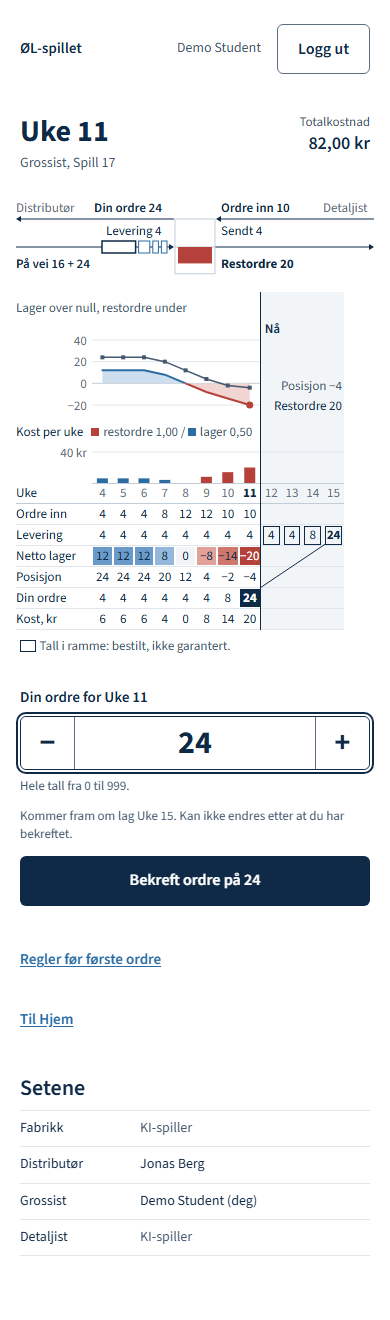 ØL-spillet Demo Student Logg ut
Uke 11 Totalkostnad
82,00 kr
Grossist, Spill 17
Distributør Din ordre 24 Ordre inn 10 Detaljist
Levering 4 Sendt 4
På vei 16 + 24 Restordre 20
Lager over null, restordre under
Nå
40
20
0 Posisjon −4
−20 Restordre 20
Kost per uke restordre 1,00 / lager 0,50
40 kr
Uke 4 5 6 7 8 9 10 11 12 13 14 15
Ordre inn 4 4 4 8 12 12 10 10
Levering 4 4 4 4 4 4 4 4 4 4 8 24
Netto lager 12 12 12 8 0 −8 −14 −20
Posisjon 24 24 24 20 12 4 −2 −4
Din ordre 4 4 4 4 4 4 8 24
Kost, kr 6 6 6 4 0 8 14 20
Tall i ramme: bestilt, ikke garantert.
Din ordre for Uke 11
− 24 +
Hele tall fra 0 til 999.
Kommer fram om lag Uke 15. Kan ikke endres etter at du har
bekreftet.
Bekreft ordre på 24
Regler før første ordre
Til Hjem
Setene
Fabrikk KI-spiller
Distributør Jonas Berg
Grossist Demo Student (deg)
Detaljist KI-spiller